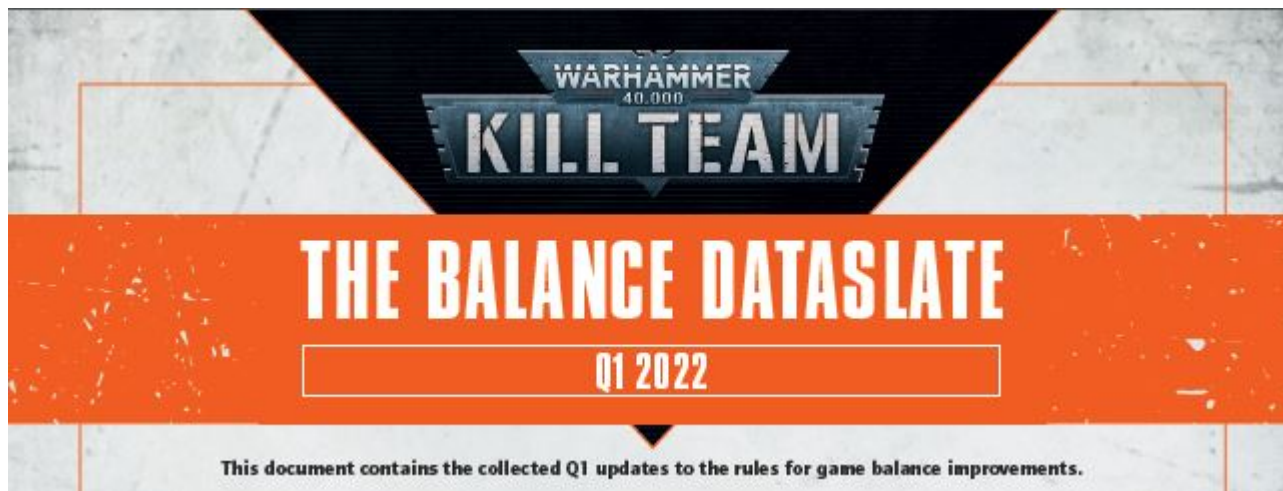 WARHAMMER
40,000
KILL TEAM
THE BALANCE DATASLATE
Q1 2022
This document contains the collected Q1 updates to the rules for game balance improvements.